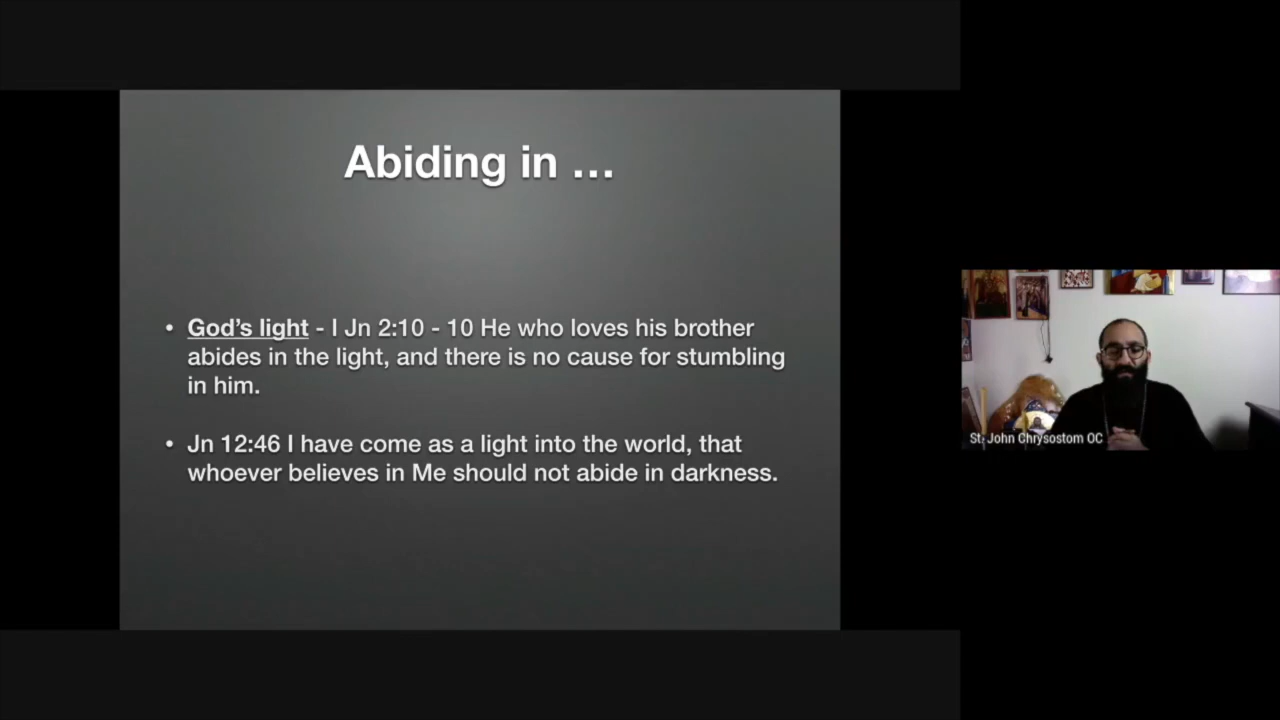 Abiding in ...
• God's light - I Jn 2:10 - 10 He who loves his brother
abides in the light, and there is no cause for stumbling
in him.
• Jn 12:46 I have come as a light into the world, that
whoever believes in Me should not abide in darkness.
St. John Chrysostom OC